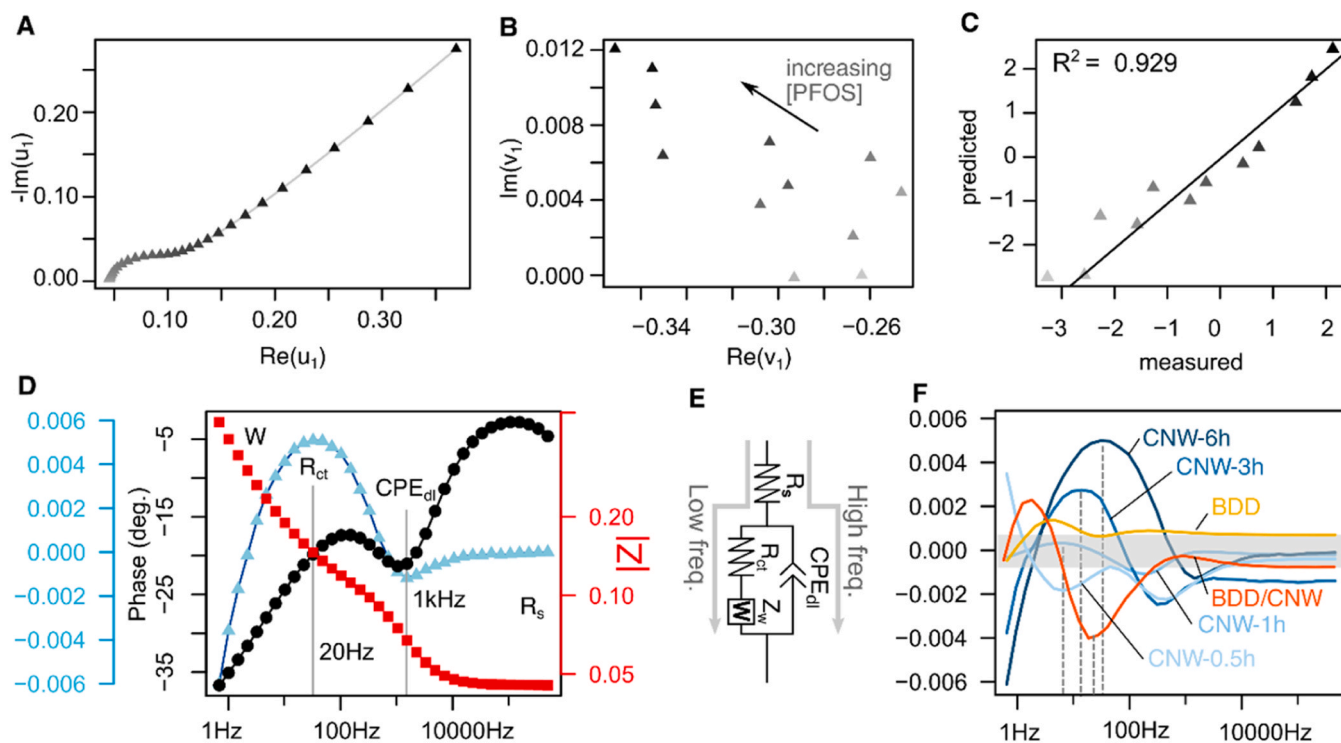 A
-Im(u1)
0.20
0.10
0.00
0.10
0.20
0.30
Re(u1)
B
Im(v1)
0.012
0.008
0.004
0.000
increasing
[PFOS]
−0.34
−0.30
−0.26
Re(v1)
C
R2 = 0.929
predicted
2
1
0
−2
−3
−2
−1
0
1
2
measured
D
0.006
0.004
0.002
0.000
−0.002
−0.004
−0.006
Phase (deg.)
−5
−15
−25
−35
W
Rct
CPEdl
1kHz
20Hz
Rs
|Z|
0.20
0.10
0.05
1Hz
100Hz
10000Hz
E
Low freq.
Rs
Rct
W
Zw
CPEdl
High freq.
F
0.006
0.004
0.002
0.000
−0.002
−0.004
−0.006
CNW-6h
CNW-3h
BDD
BDD/CNW
CNW-1h
CNW-0.5h
1Hz
100Hz
10000Hz